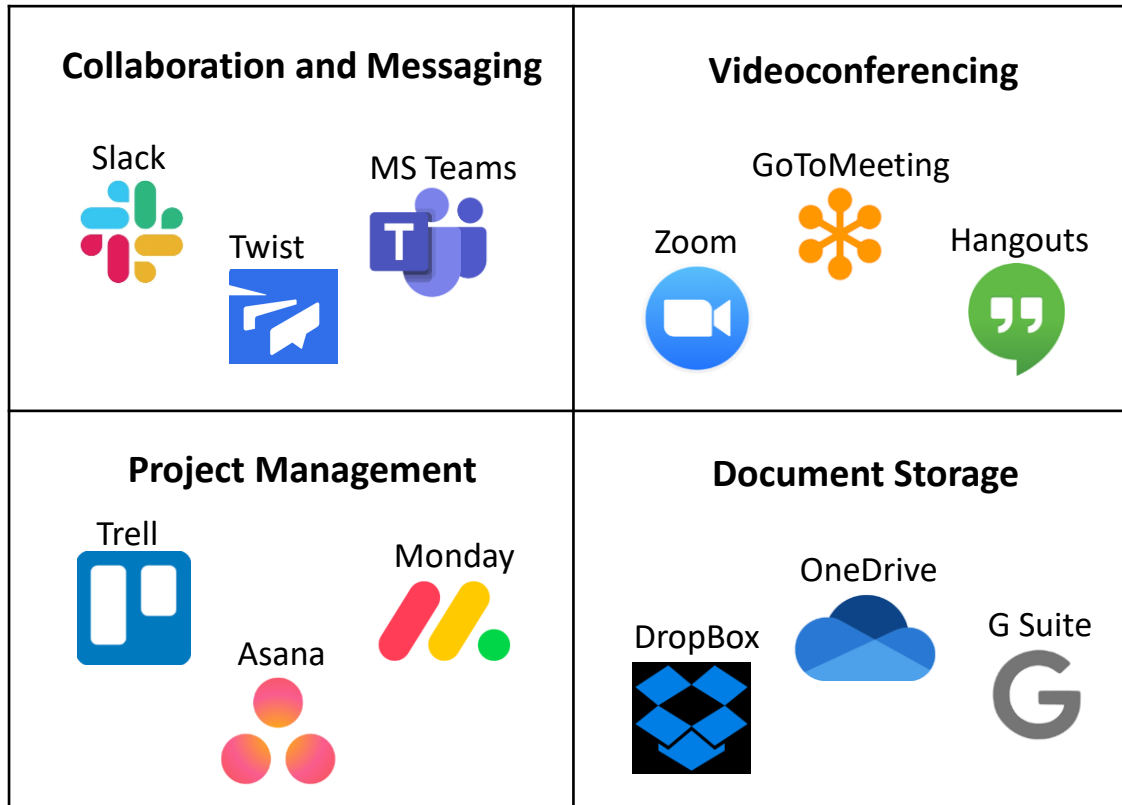 Collaboration and Messaging
Slack
MS Teams
Twist
T
Videoconferencing
GoToMeeting
Zoom
Hangouts
Project Management
Trell
Monday
Asana
Document Storage
OneDrive
G Suite
DropBox
G